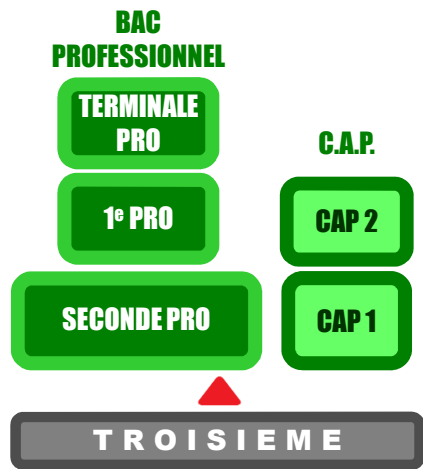 BAC
PROFESSIONNEL
TERMINALE
PRO
C.A.P.
1e PRO
CAP 2
SECONDE PRO
CAP 1
TROISIEME